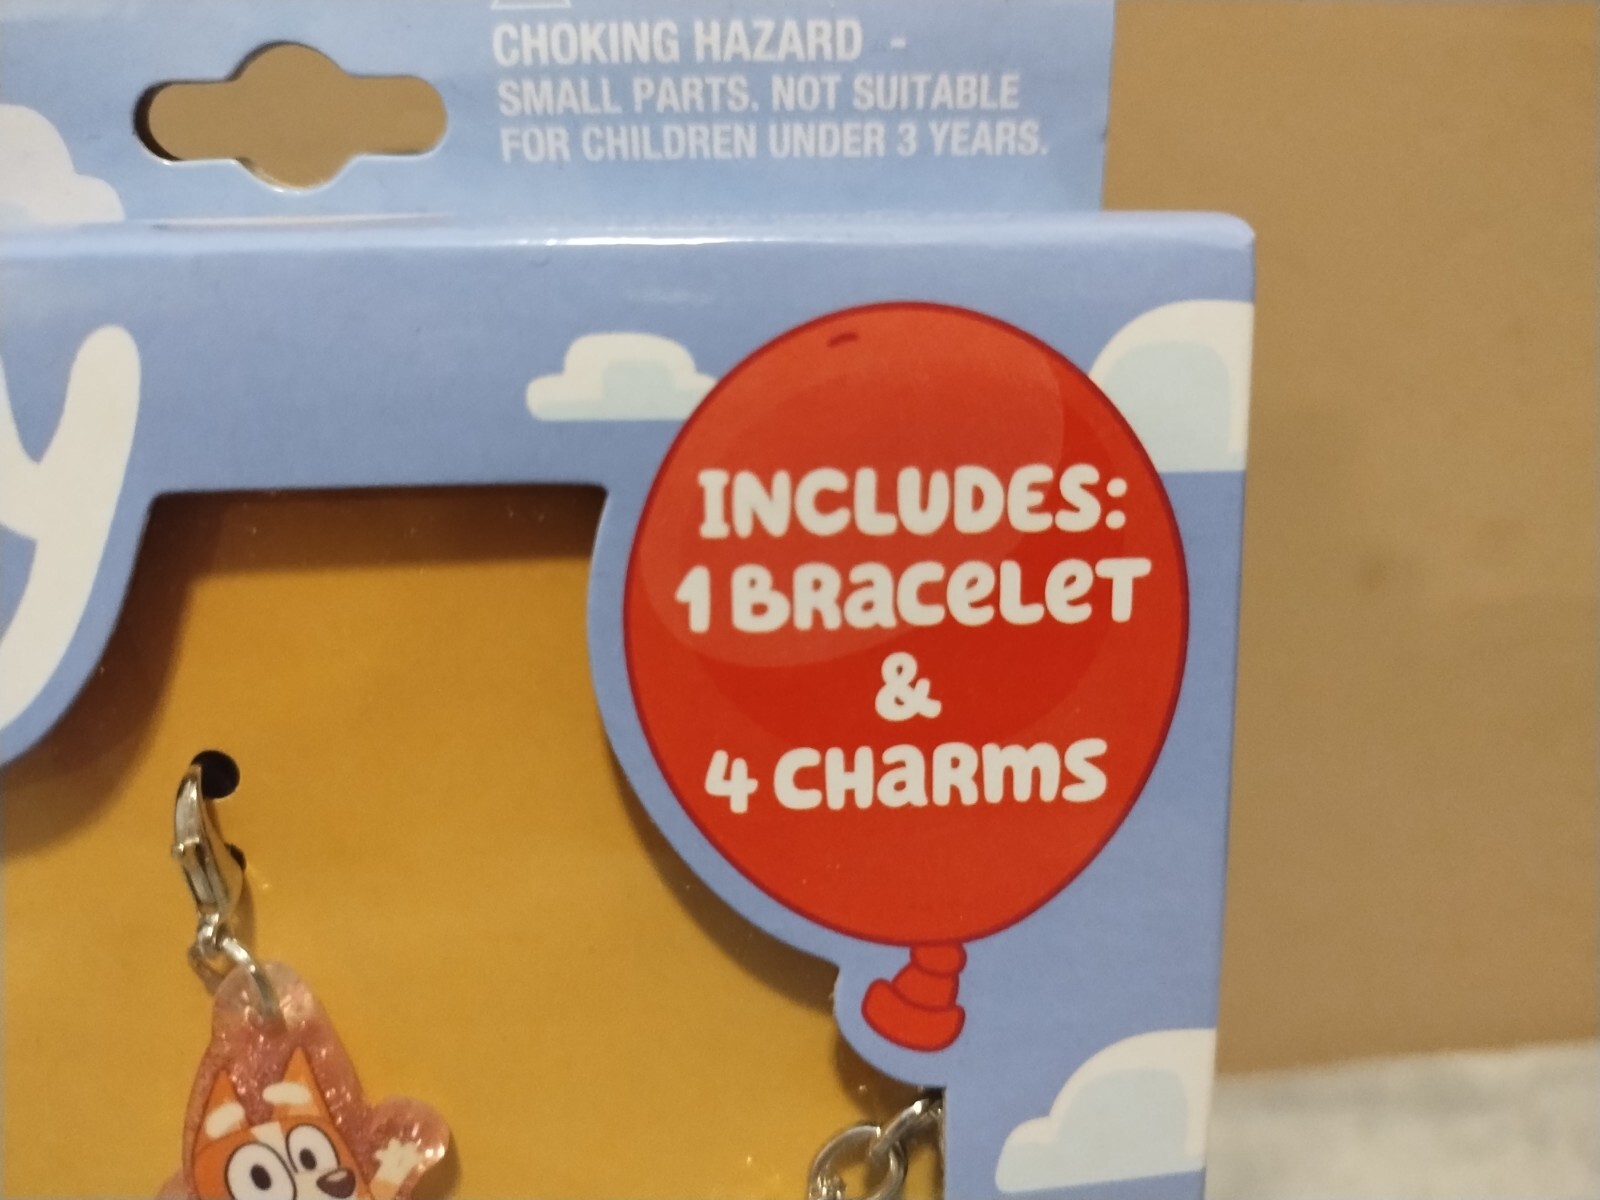 CHOKING HAZARD -
SMALL PARTS. NOT SUITABLE
FOR CHILDREN UNDER 3 YEARS.
y
INCLUDES:
1 BRaceLeT
&
4 CHaRmS